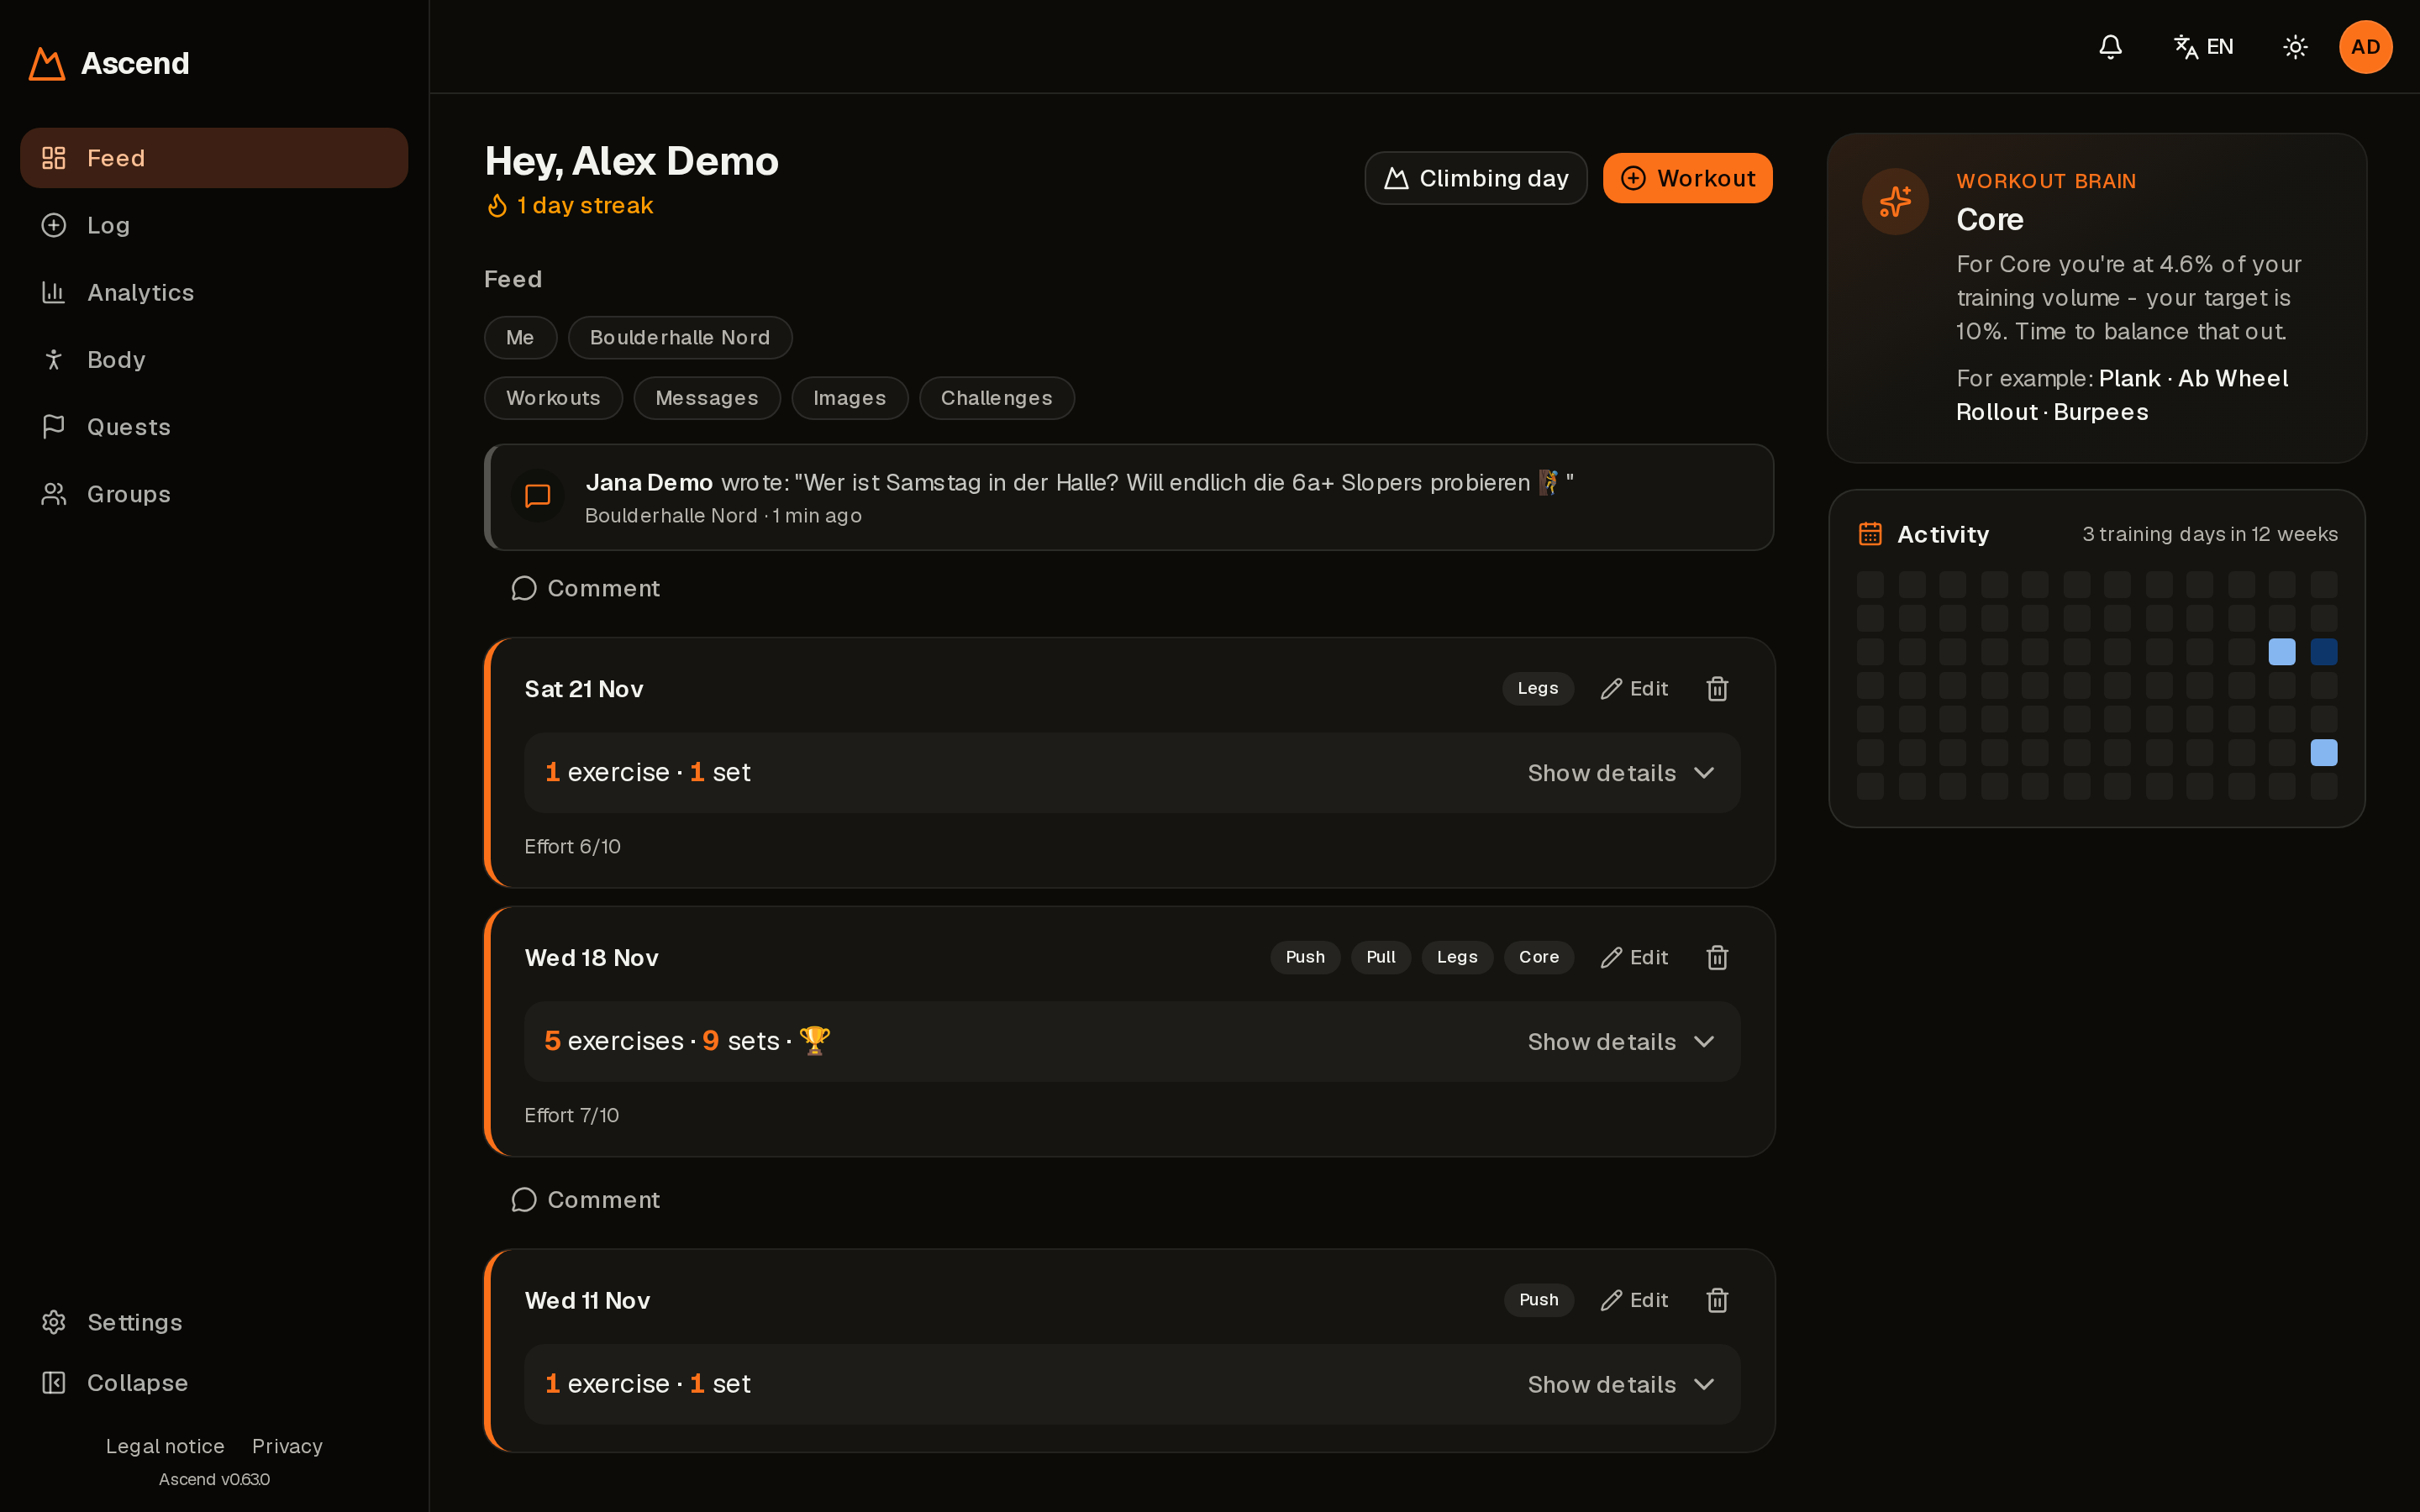 Ascend
EN
AD
Feed
Log
Analytics
Body
Quests
Groups
Settings
Collapse
Legal notice Privacy
Ascend v0.63.0
Hey, Alex Demo
1 day streak
Climbing day
Workout
Feed
Me
Boulderhalle Nord
Workouts
Messages
Images
Challenges
Jana Demo wrote: "Wer ist Samstag in der Halle? Will endlich die 6a+ Slopers probieren 🧗"
Boulderhalle Nord · 1 min ago
Comment
Sat 21 Nov
Legs
Edit
1 exercise · 1 set
Show details
Effort 6/10
Wed 18 Nov
Push
Pull
Legs
Core
Edit
5 exercises · 9 sets · 🏆
Show details
Effort 7/10
Comment
Wed 11 Nov
Push
Edit
1 exercise · 1 set
Show details
WORKOUT BRAIN
Core
For Core you're at 4.6% of your
training volume - your target is
10%. Time to balance that out.
For example: Plank · Ab Wheel
Rollout · Burpees
Activity
3 training days in 12 weeks